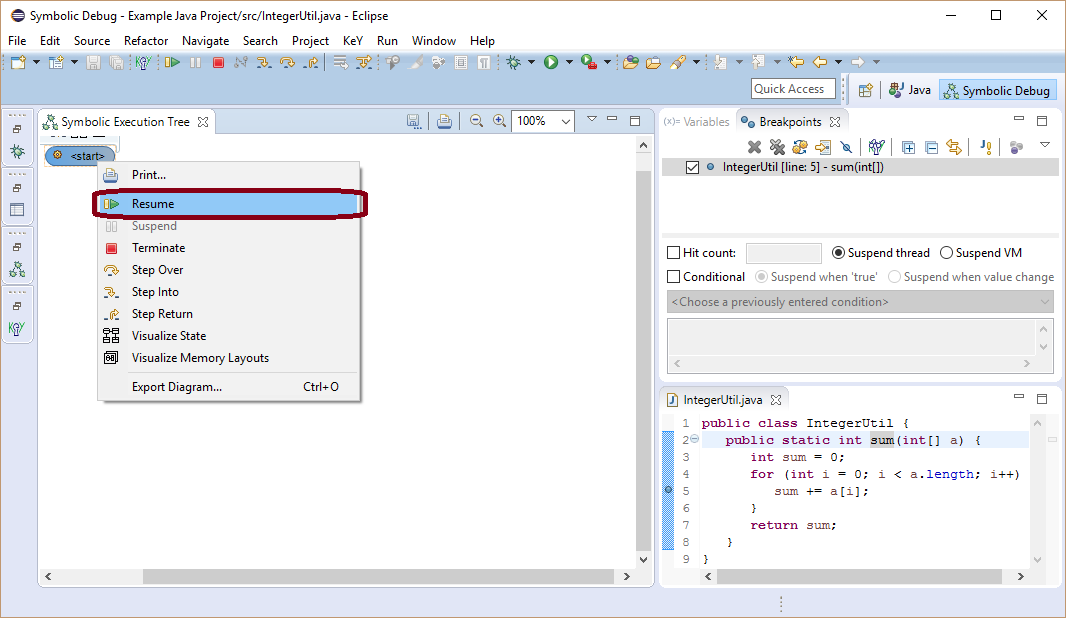 Symbolic Debug - Example Java Project/src/IntegerUtil.java - Eclipse
File Edit Source Refactor Navigate Search Project KeY Run Window Help
Quick Access
Java
Symbolic Debug
Symbolic Execution Tree
100%
<start>
Print...
Resume
Suspend
Terminate
Step Over
Step Into
Step Return
Visualize State
Visualize Memory Layouts
Export Diagram... Ctrl+O
(x)= Variables
Breakpoints
IntegerUtil [line: 5] - sum(int[])
Hit count: Suspend thread Suspend VM
Conditional Suspend when 'true' Suspend when value change
<Choose a previously entered condition>
IntegerUtil.java
1 public class IntegerUtil {
2 public static int sum(int[] a) {
3 int sum = 0;
4 for (int i = 0; i < a.length; i++)
5 sum += a[i];
6 }
7 return sum;
8 }
9 }